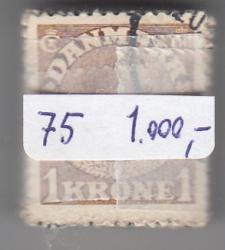 DANMARK
75 1.000,-
1 KRONE 1